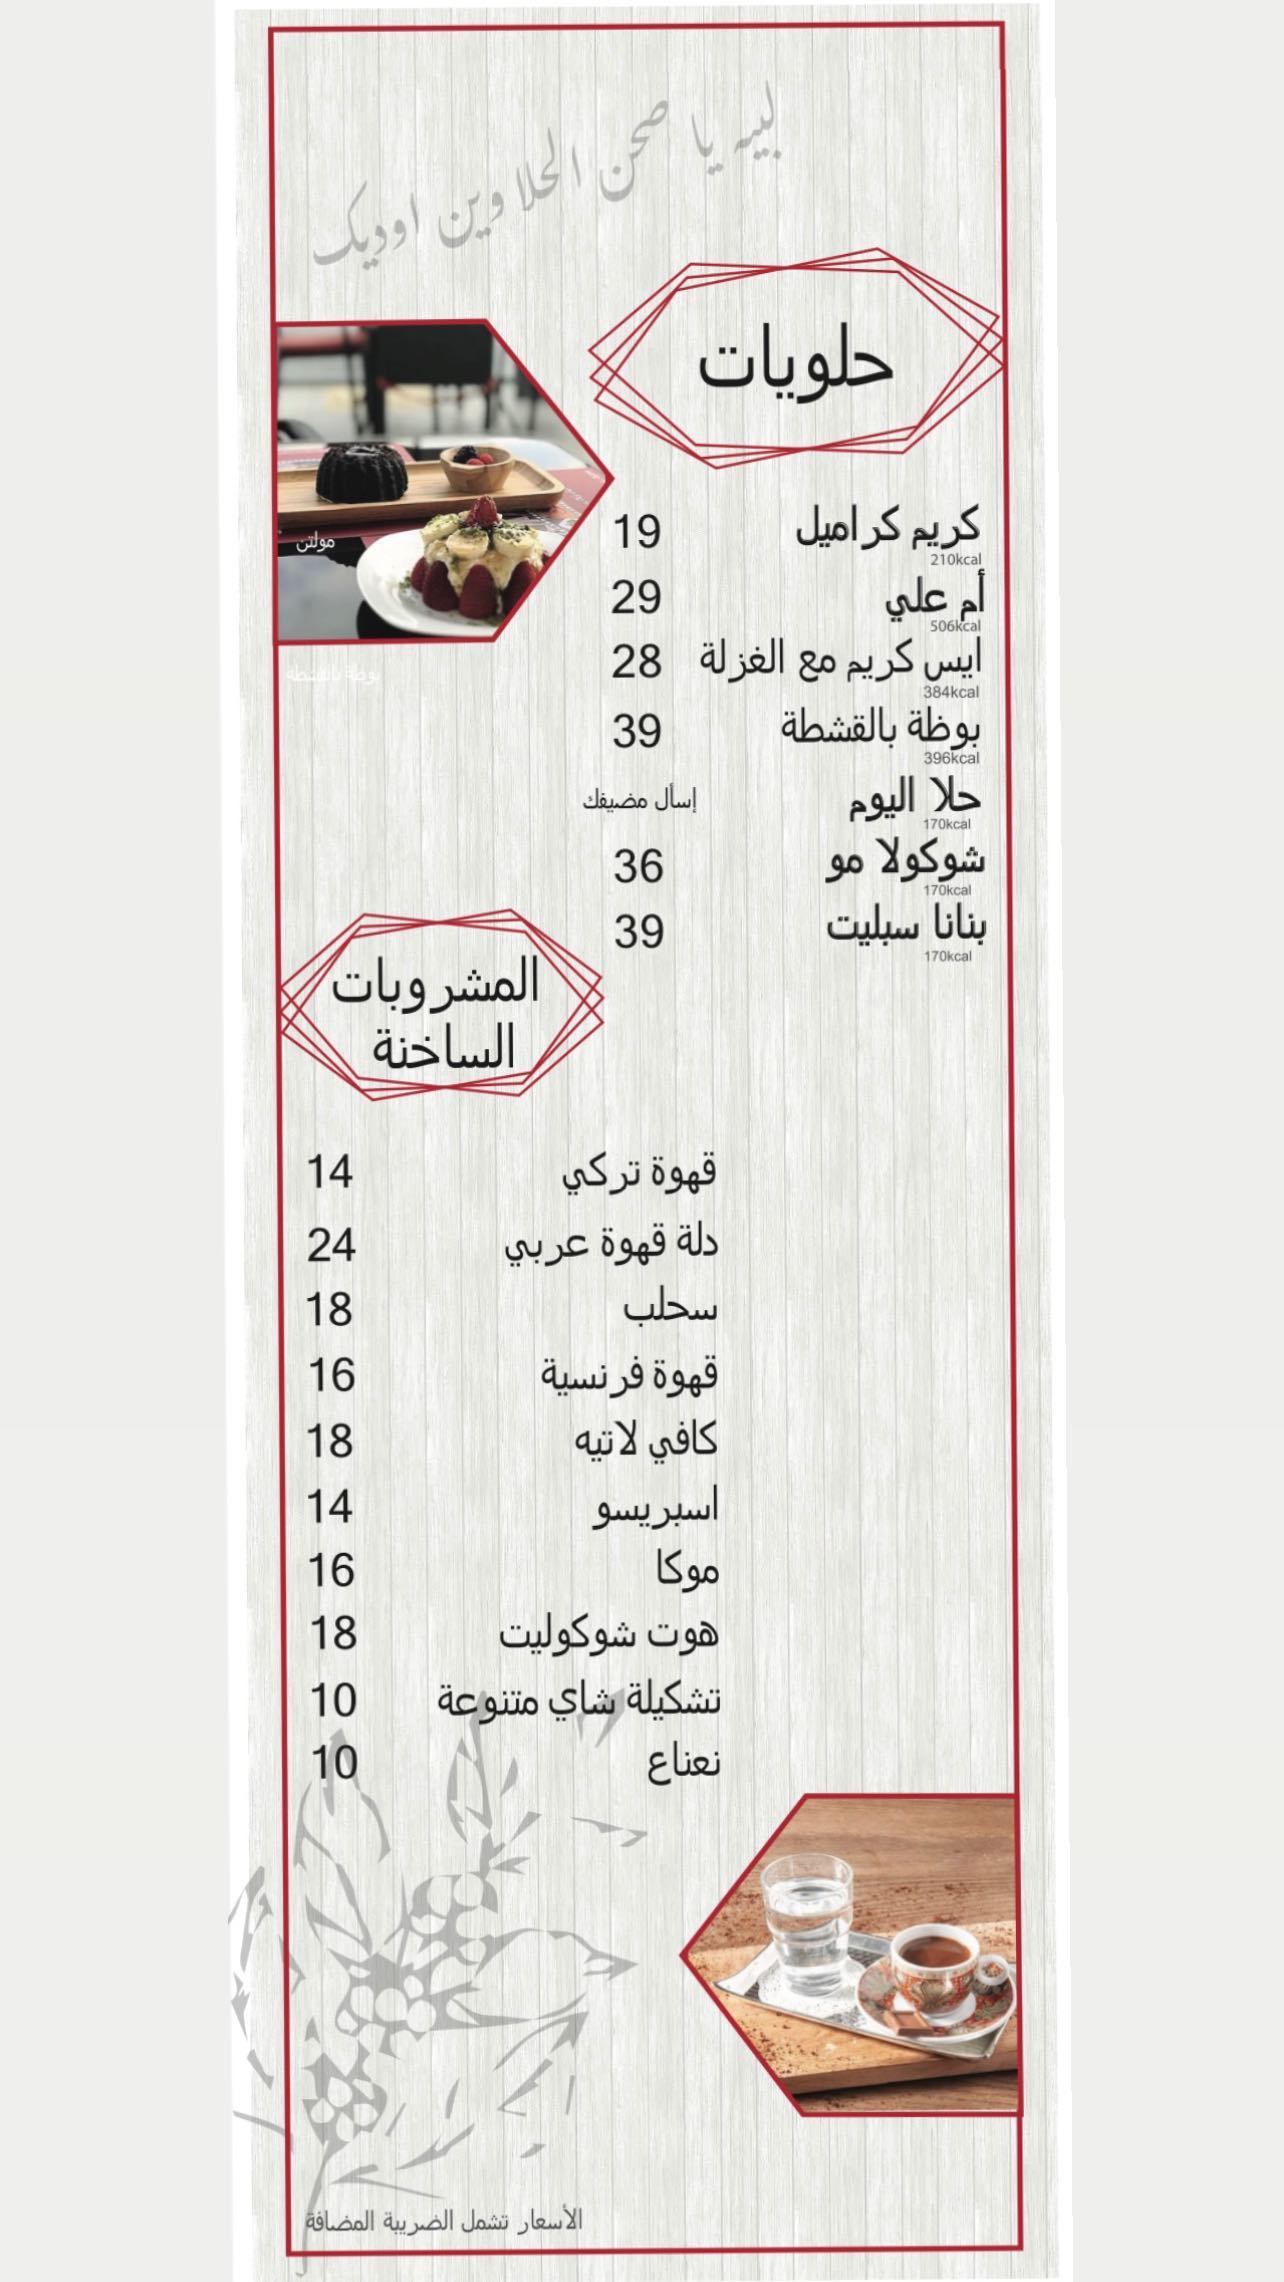 لبيه يا صحن الحلا وين اوديك
حلويات
كريم كراميل 19
210kcal
أم علي 29
506kcal
ايس كريم مع الغزلة 28
384kcal
بوظة بالقشطة 39
396kcal
حلا اليوم إسأل مضيفك
170kcal
شوكولا مو 36
170kcal
بنانا سبليت 39
170kcal
مولتن
بوظة بالقشطة
المشروبات
الساخنة
قهوة تركي 14
دلة قهوة عربي 24
سحلب 18
قهوة فرنسية 16
كافي لاتيه 18
اسبريسو 14
موكا 16
هوت شوكوليت 18
تشكيلة شاي متنوعة 10
نعناع 10
الأسعار تشمل الضريبة المضافة